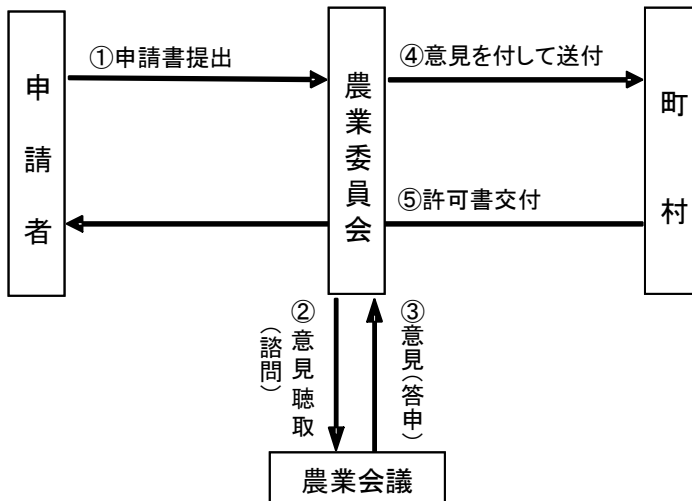 ①申請書提出
④意見を付して送付
申請者
農業委員会
町村
⑤許可書交付
②意見聴取
(諮問)
③意見(答申)
農業会議